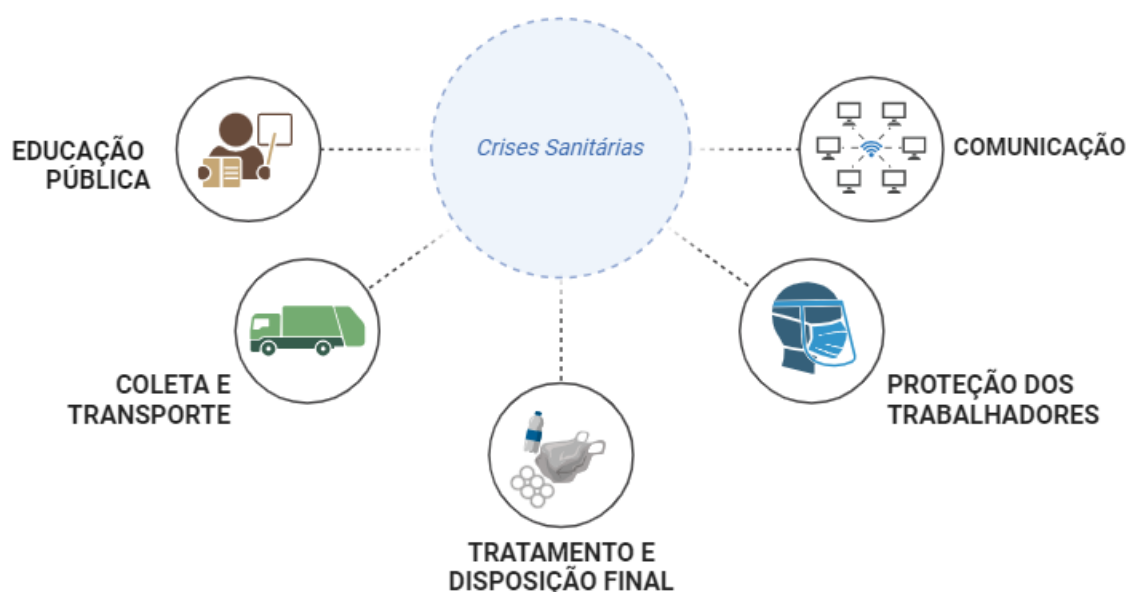 Crises Sanitárias
EDUCAÇÃO
PÚBLICA
COMUNICAÇÃO
COLETA E
TRANSPORTE
PROTEÇÃO DOS
TRABALHADORES
TRATAMENTO E
DISPOSIÇÃO FINAL